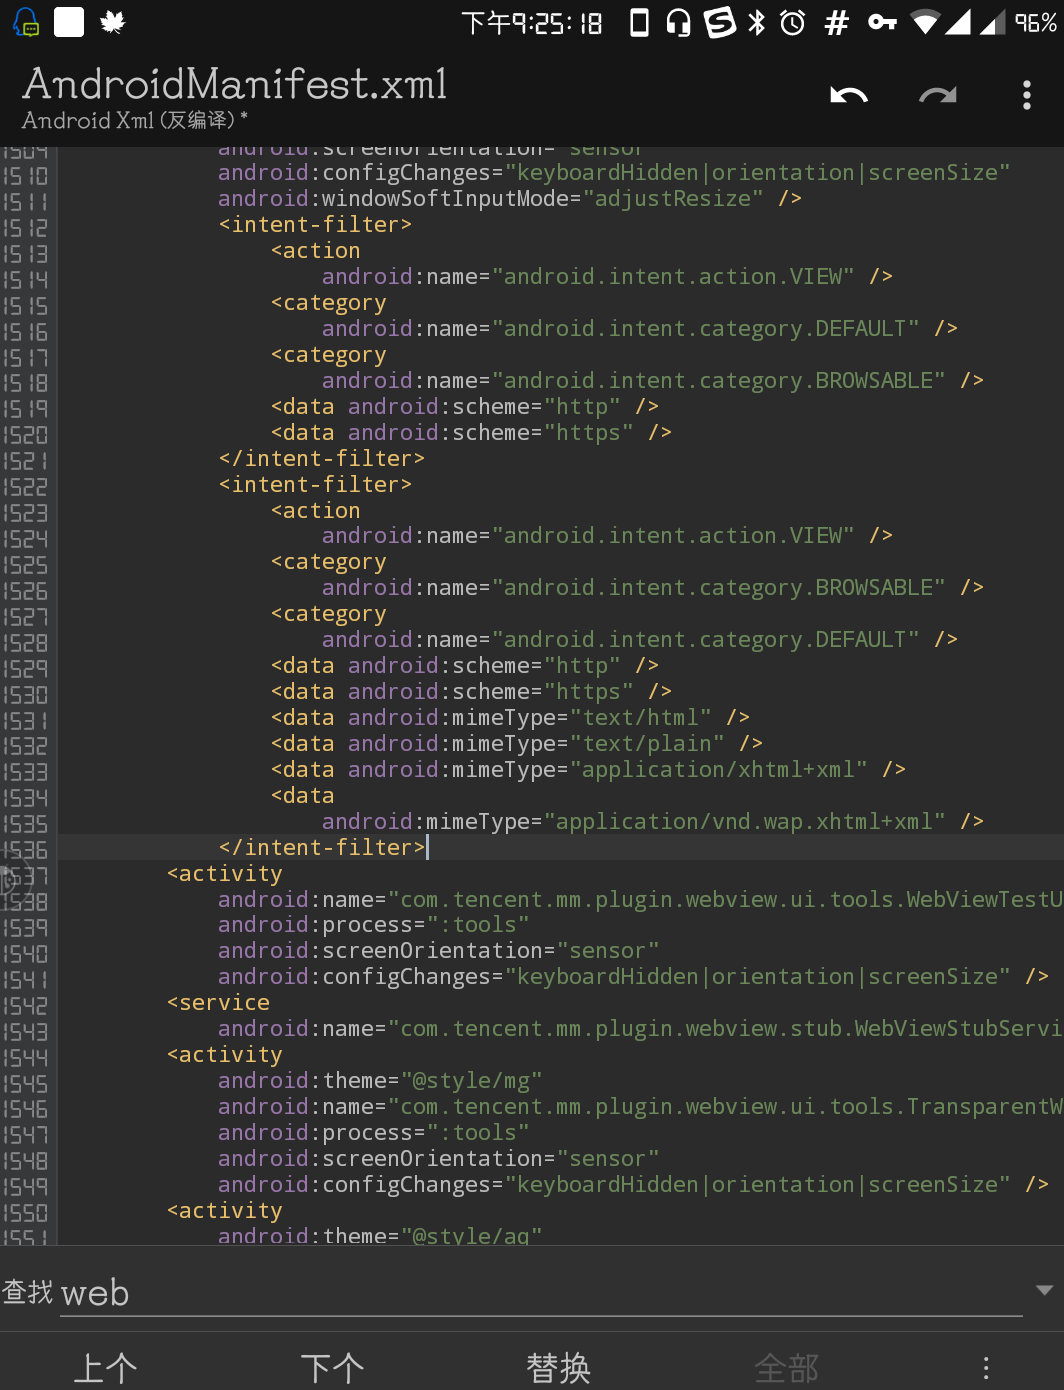 下午9:25:18 96%
AndroidManifest.xml
Android Xml (反编译) *
1509 android:screenOrientation="sensor"
1510 android:configChanges="keyboardHidden|orientation|screenSize"
1511 android:windowSoftInputMode="adjustResize" />
1512 <intent-filter>
1513 <action
1514 android:name="android.intent.action.VIEW" />
1515 <category
1516 android:name="android.intent.category.DEFAULT" />
1517 <category
1518 android:name="android.intent.category.BROWSABLE" />
1519 <data android:scheme="http" />
1520 <data android:scheme="https" />
1521 </intent-filter>
1522 <intent-filter>
1523 <action
1524 android:name="android.intent.action.VIEW" />
1525 <category
1526 android:name="android.intent.category.BROWSABLE" />
1527 <category
1528 android:name="android.intent.category.DEFAULT" />
1529 <data android:scheme="http" />
1530 <data android:scheme="https" />
1531 <data android:mimeType="text/html" />
1532 <data android:mimeType="text/plain" />
1533 <data android:mimeType="application/xhtml+xml" />
1534 <data
1535 android:mimeType="application/vnd.wap.xhtml+xml" />
1536 </intent-filter>
1537 <activity
1538 android:name="com.tencent.mm.plugin.webview.ui.tools.WebViewTestU
1539 android:process=":tools"
1540 android:screenOrientation="sensor"
1541 android:configChanges="keyboardHidden|orientation|screenSize" />
1542 <service
1543 android:name="com.tencent.mm.plugin.webview.stub.WebViewStubServi
1544 <activity
1545 android:theme="@style/mg"
1546 android:name="com.tencent.mm.plugin.webview.ui.tools.TransparentW
1547 android:process=":tools"
1548 android:screenOrientation="sensor"
1549 android:configChanges="keyboardHidden|orientation|screenSize" />
1550 <activity
1551 android:theme="@style/aq"
查找 web
上个 下个 替换 全部